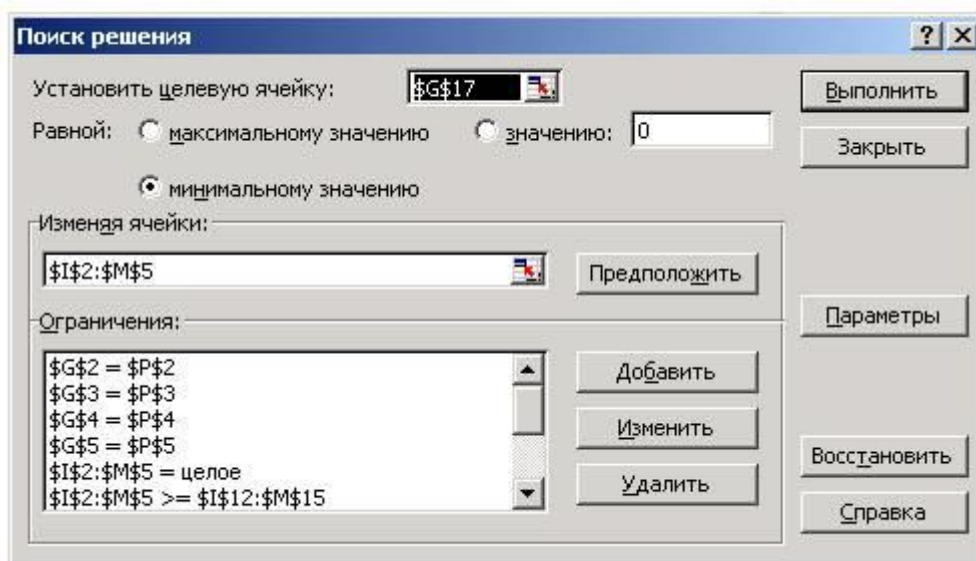 Поиск решения
Установить целевую ячейку: $G$17
Выполнить
Равной: максимальному значению значению: 0
Закрыть
минимальному значению
Изменяя ячейки:
$I$2:$M$5
Предположить
Ограничения:
Параметры
$G$2 = $P$2
$G$3 = $P$3
$G$4 = $P$4
$G$5 = $P$5
$I$2:$M$5 = целое
$I$2:$M$5 >= $I$12:$M$15
Добавить
Изменить
Удалить
Восстановить
Справка